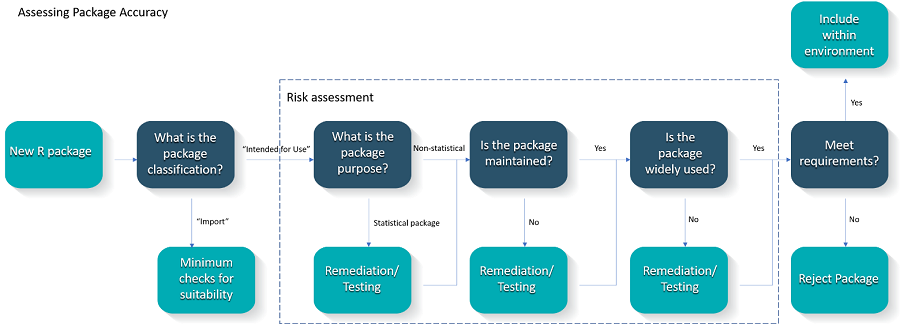 Assessing Package Accuracy
Include
within
environment
Risk assessment
Yes
New R package
What is the
package
classification?
“Intended for Use”
What is the
package
purpose?
Non-statistical
Is the package
maintained?
Yes
Is the
package
widely used?
Yes
Meet
requirements?
“Import”
Statistical package
No
No
No
Minimum
checks for
suitability
Remediation/
Testing
Remediation/
Testing
Remediation/
Testing
Reject Package